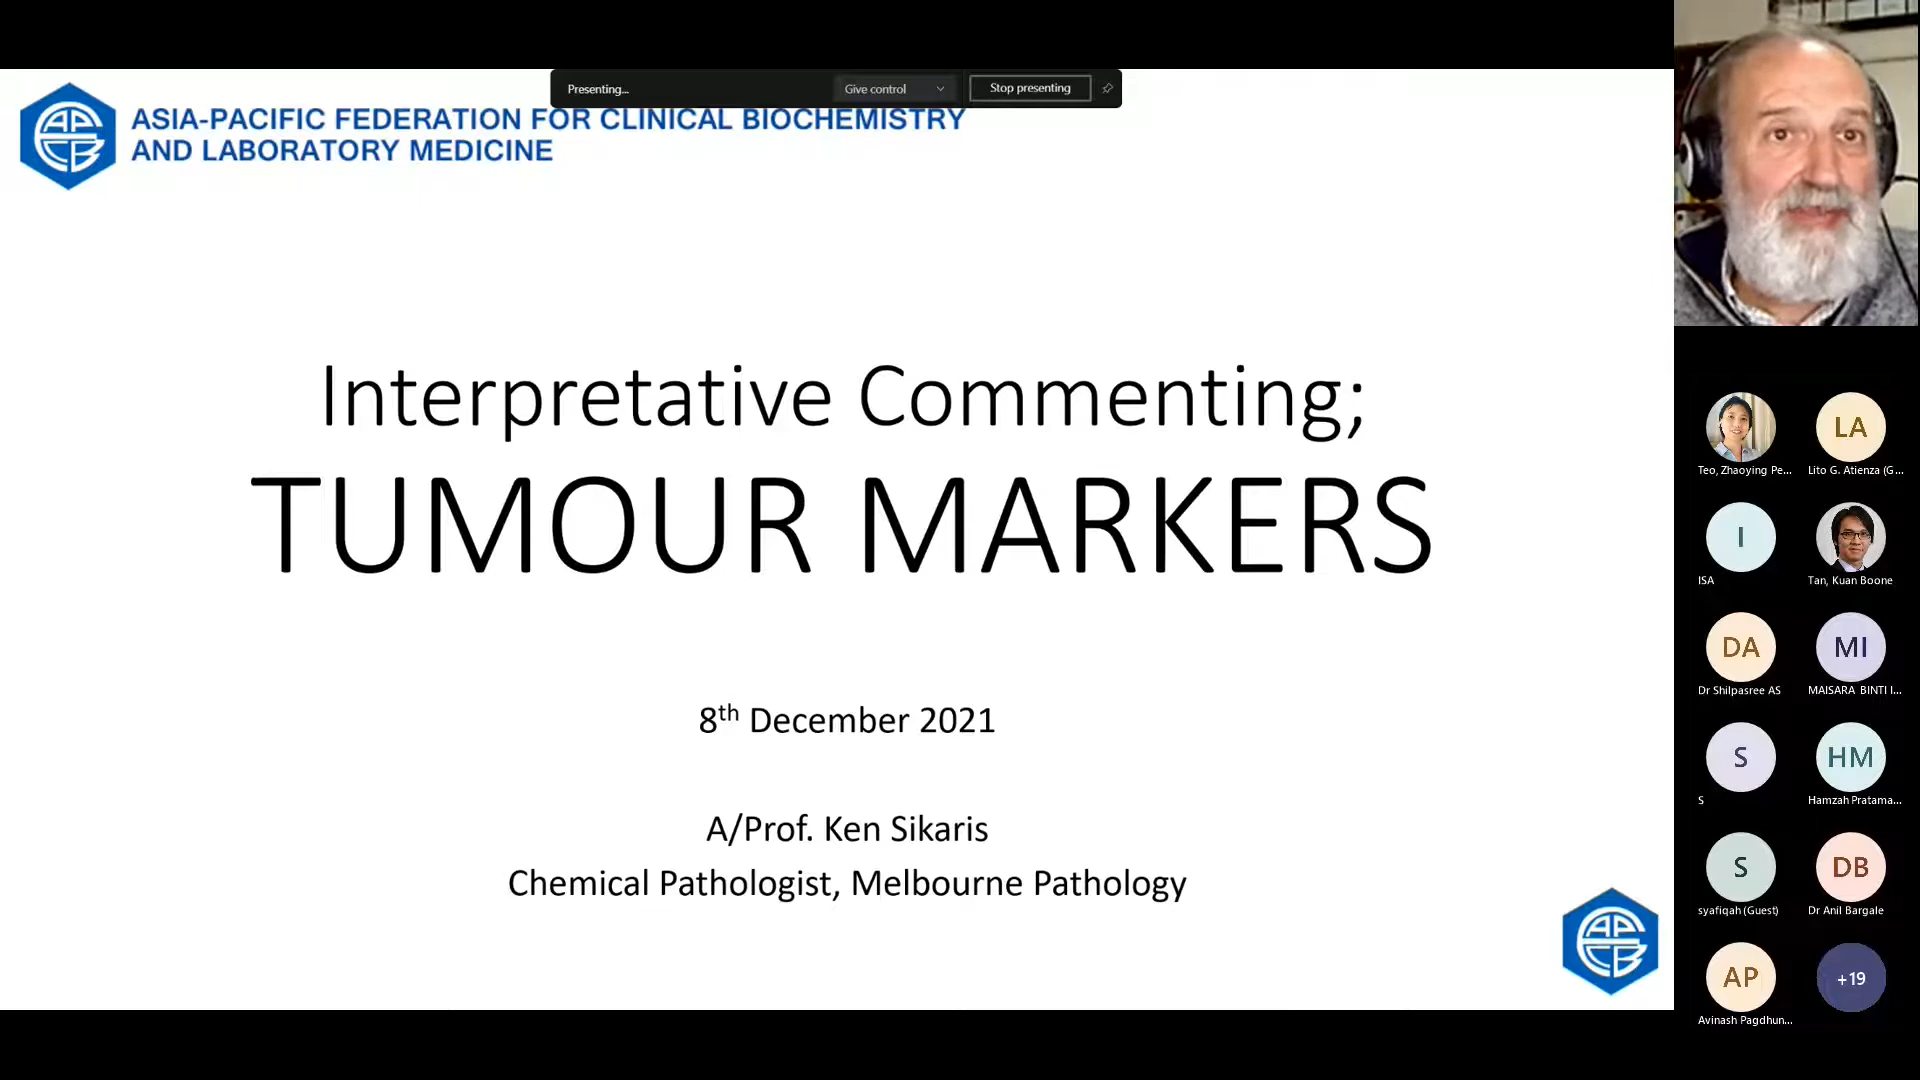 Presenting...
Give control
Stop presenting
APFCB
ASIA-PACIFIC FEDERATION FOR CLINICAL BIOCHEMISTRY
AND LABORATORY MEDICINE
Interpretative Commenting;
TUMOUR MARKERS
8th December 2021
A/Prof. Ken Sikaris
Chemical Pathologist, Melbourne Pathology
APFCB
Teo, Zhaoying Pe...
LA
Lito G. Atienza (G...
I
ISA
Tan, Kuan Boone
DA
Dr Shilpasree AS
MI
MAISARA BINTI I...
S
S
HM
Hamzah Pratama...
S
syafiqah (Guest)
DB
Dr Anil Bargale
AP
Avinash Pagdhun...
+19